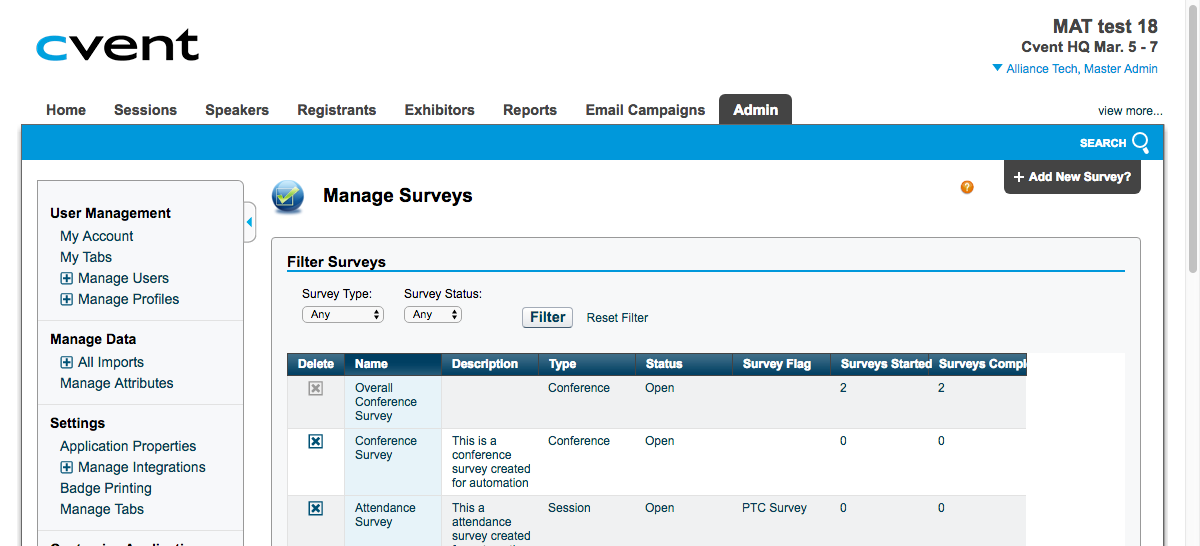 cvent
MAT test 18
Cvent HQ Mar. 5 - 7
Alliance Tech, Master Admin
Home Sessions Speakers Registrants Exhibitors Reports Email Campaigns Admin view more...
SEARCH
+ Add New Survey?
Manage Surveys
?
User Management
My Account
My Tabs
Manage Users
Manage Profiles
Manage Data
All Imports
Manage Attributes
Settings
Application Properties
Manage Integrations
Badge Printing
Manage Tabs
Filter Surveys
Survey Type: Survey Status:
Any Any Filter Reset Filter
Delete Name Description Type Status Survey Flag Surveys Started Surveys Compl
Overall Conference Open 2 2
Conference
Survey
Conference This is a Conference Open 0 0
Survey conference
survey created
for automation
Attendance This a Session Open PTC Survey 0 0
Survey attendance
survey created